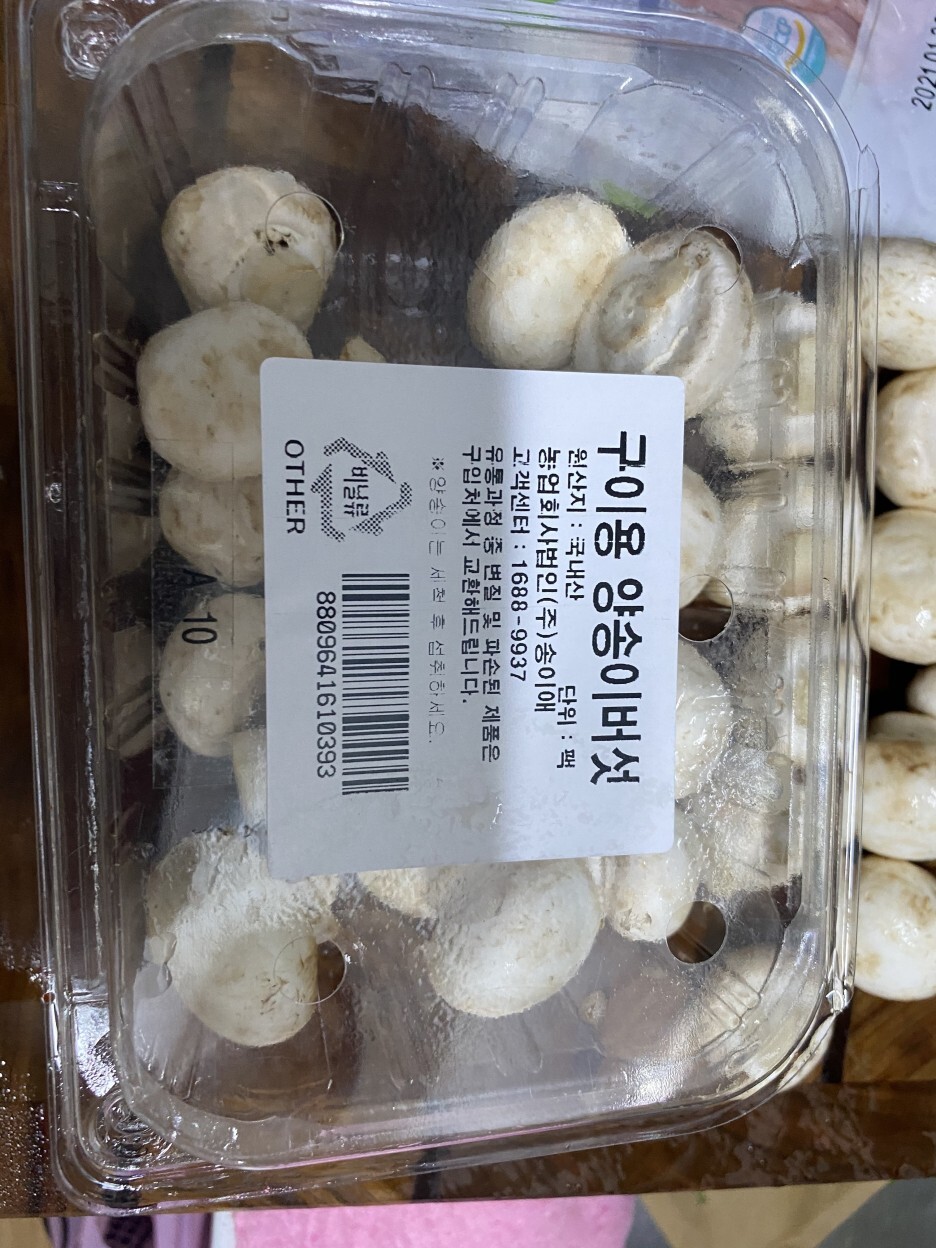 구이용 양송이버섯
원산지 : 국내산 단위 : 팩
농업회사법인(주)송이애
고객센터 : 1688-9937
유통과정 중 변질 및 파손된 제품은
구입처에서 교환해드립니다.
※양송이는 세척 후 섭취하세요.
비닐류
OTHER
8809641610393
A
10